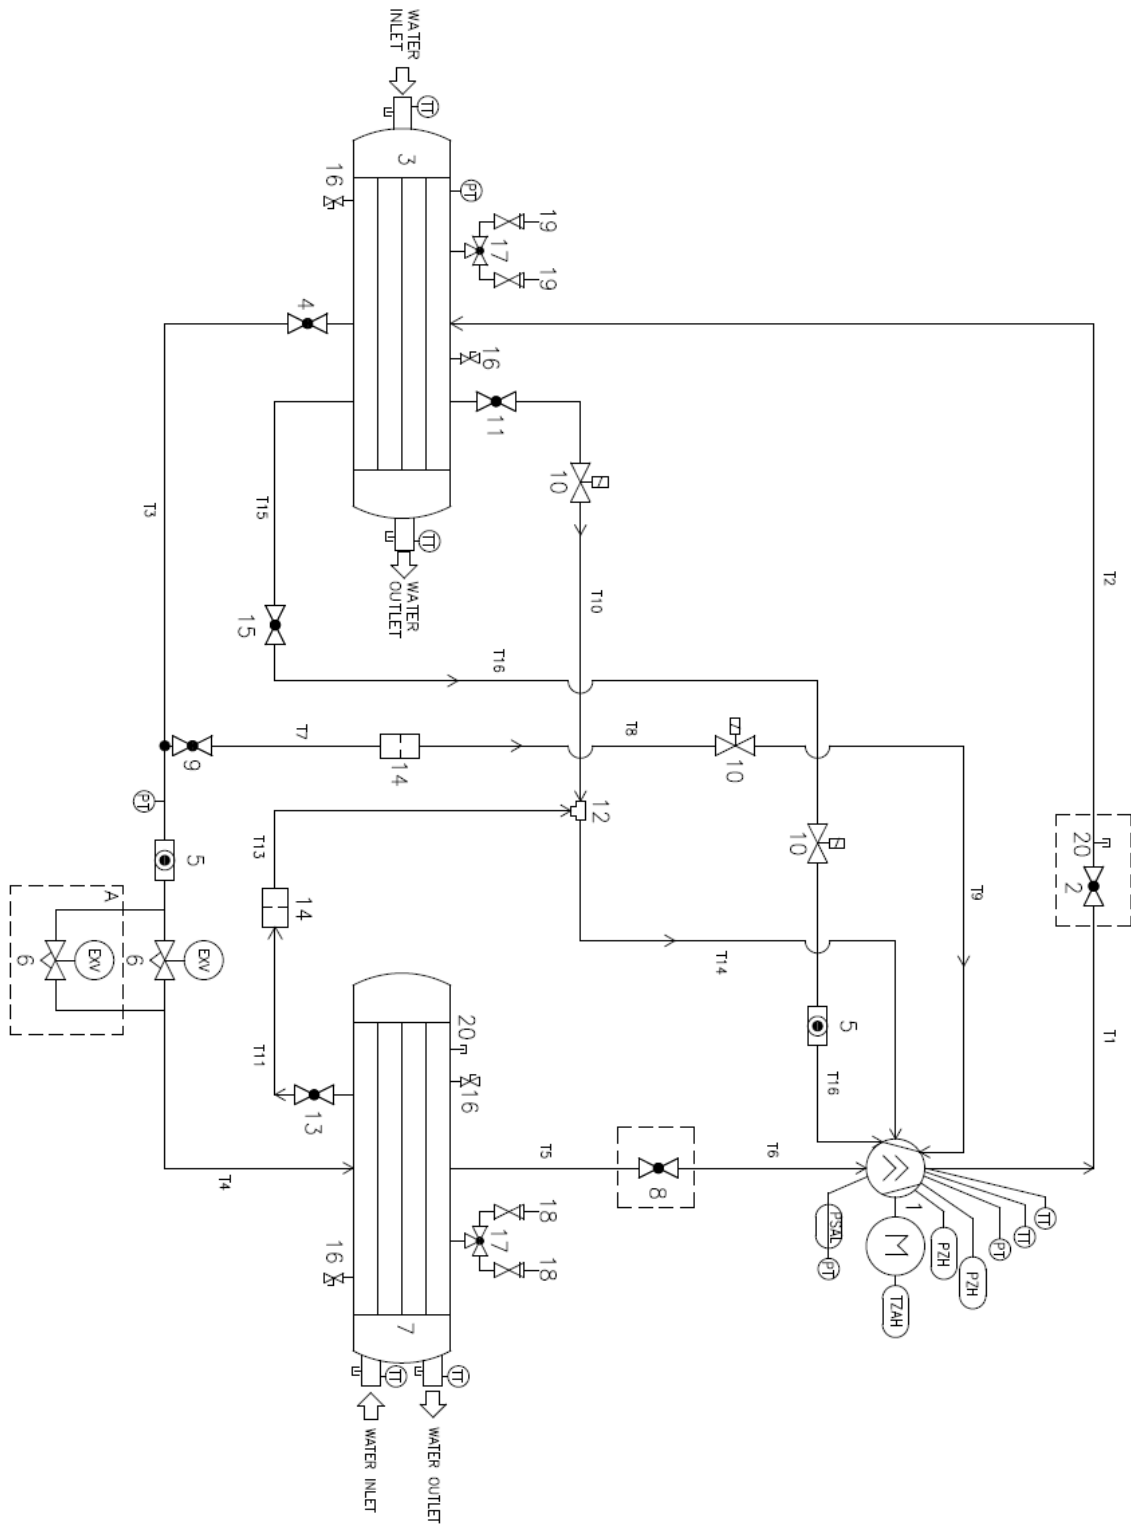 WATER
INLET
TT
3
16
PT
19
17
19
4
16
11
10
T3
T15
TT
WATER
OUTLET
T10
T2
15
T16
T7
T8
9
14
10
PT
12
T13
5
10
20
2
T9
A
14
EXV
6
EXV
6
T14
20
5
T1
T11
16
T16
13
T4
T5
T6
8
1
TT
TT
PT
PZH
PZH
PSAL
PT
M
TZAH
18
17
18
16
7
TT
TT
WATER INLET
WATER OUTLET